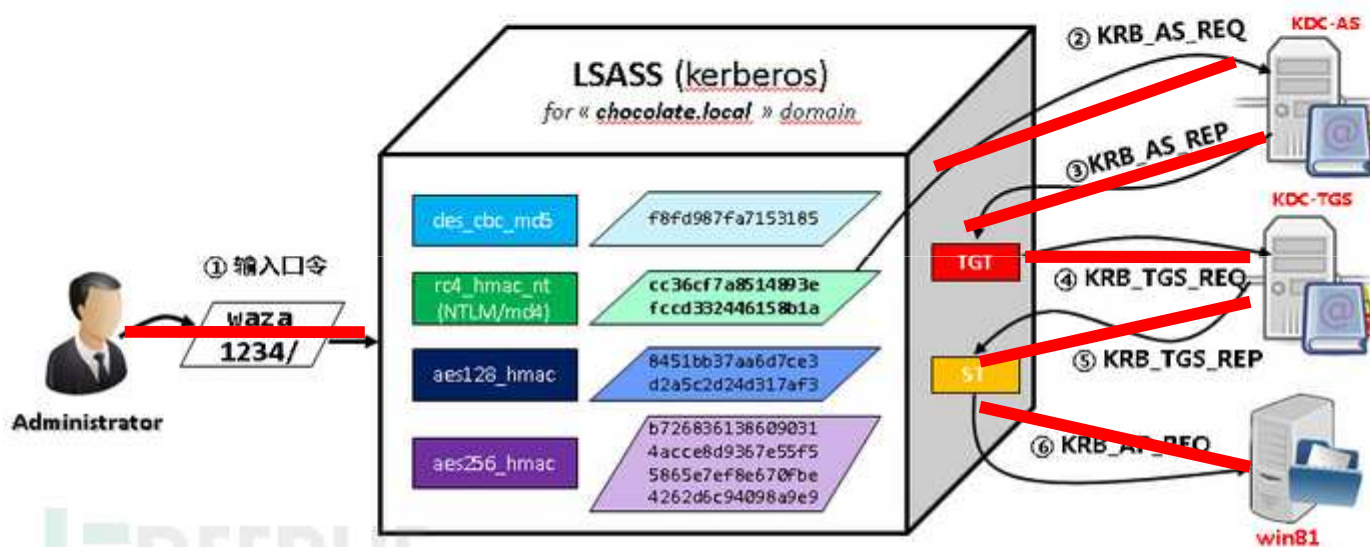 ② KRB_AS_REQ
KDC-AS
LSASS (kerberos)
for « chocolate.local » domain
③KRB_AS_REP
des_cbc_md5
f8fd987fa7153185
KDC-TGS
① 输入口令
rc4_hmac_nt
(NTLM/md4)
cc36cf7a8514893e
fccd332446158b1a
TGT
④ KRB_TGS_REQ
waza
1234/
aes128_hmac
8451bb37aa6d7ce3
d2a5c2d24d317af3
ST
⑤ KRB_TGS_REP
Administrator
aes256_hmac
b726836138609031
4acce8d9367e55f5
5865e7ef8e670fbe
4262d6c94098a9e9
⑥ KRB_AP_REQ
win81